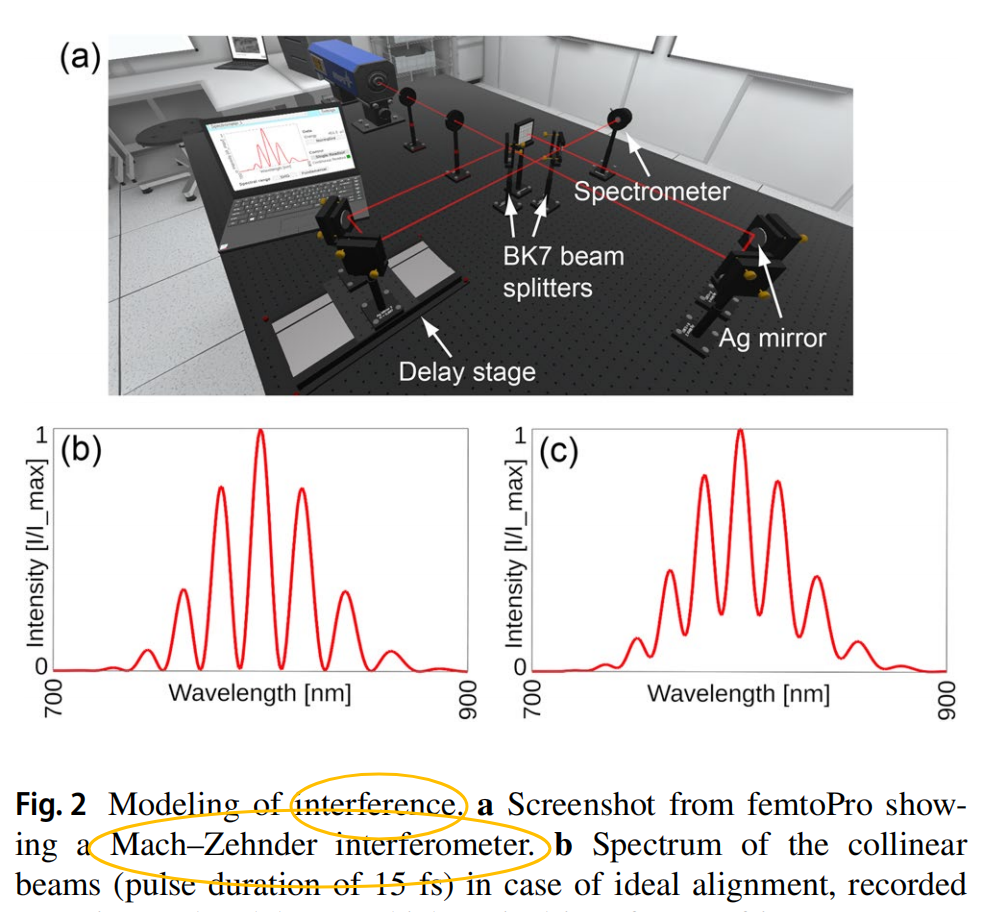 (a)
Spectrometer
BK7 beam
splitters
Ag mirror
Delay stage
(b)
1
0
Intensity [I/I_max]
700
Wavelength [nm]
900
(c)
1
0
Intensity [I/I_max]
700
Wavelength [nm]
900
Fig. 2 Modeling of interference. a Screenshot from femtoPro show-
ing a Mach–Zehnder interferometer. b Spectrum of the collinear
beams (pulse duration of 15 fs) in case of ideal alignment, recorded